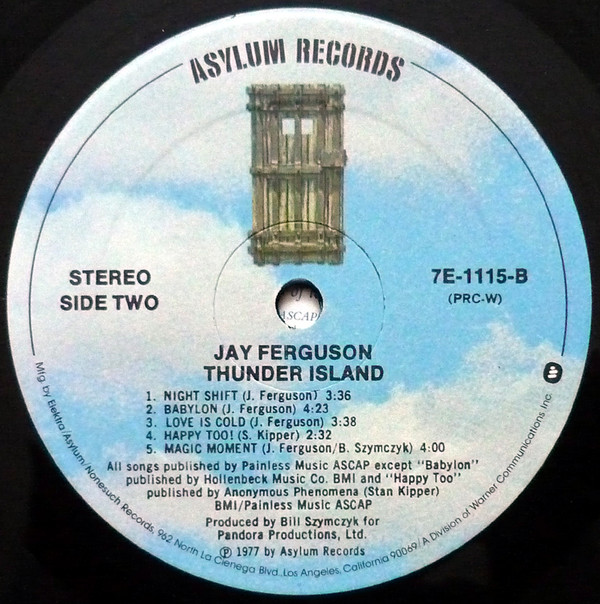 ASYLUM RECORDS
STEREO
SIDE TWO
7E-1115-B
(PRC-W)
ASCAP
JAY FERGUSON
THUNDER ISLAND
1. NIGHT SHIFT (J. Ferguson) 3:36
2. BABYLON (J. Ferguson) 4:23
3. LOVE IS COLD (J. Ferguson) 3:38
4. HAPPY TOO! (S. Kipper) 2:32
5. MAGIC MOMENT (J. Ferguson/B. Szymczyk) 4:00
All songs published by Painless Music ASCAP except "Babylon"
published by Hollenbeck Music Co. BMI and "Happy Too"
published by Anonymous Phenomena (Stan Kipper)
BMI/Painless Music ASCAP
Produced by Bill Szymczyk for
Pandora Productions, Ltd.
Ⓟ 1977 by Asylum Records
Mfg. by Elektra/Asylum/Nonesuch Records, 962 North La Cienega Blvd., Los Angeles, California 90069/A Division of Warner Communications Inc.